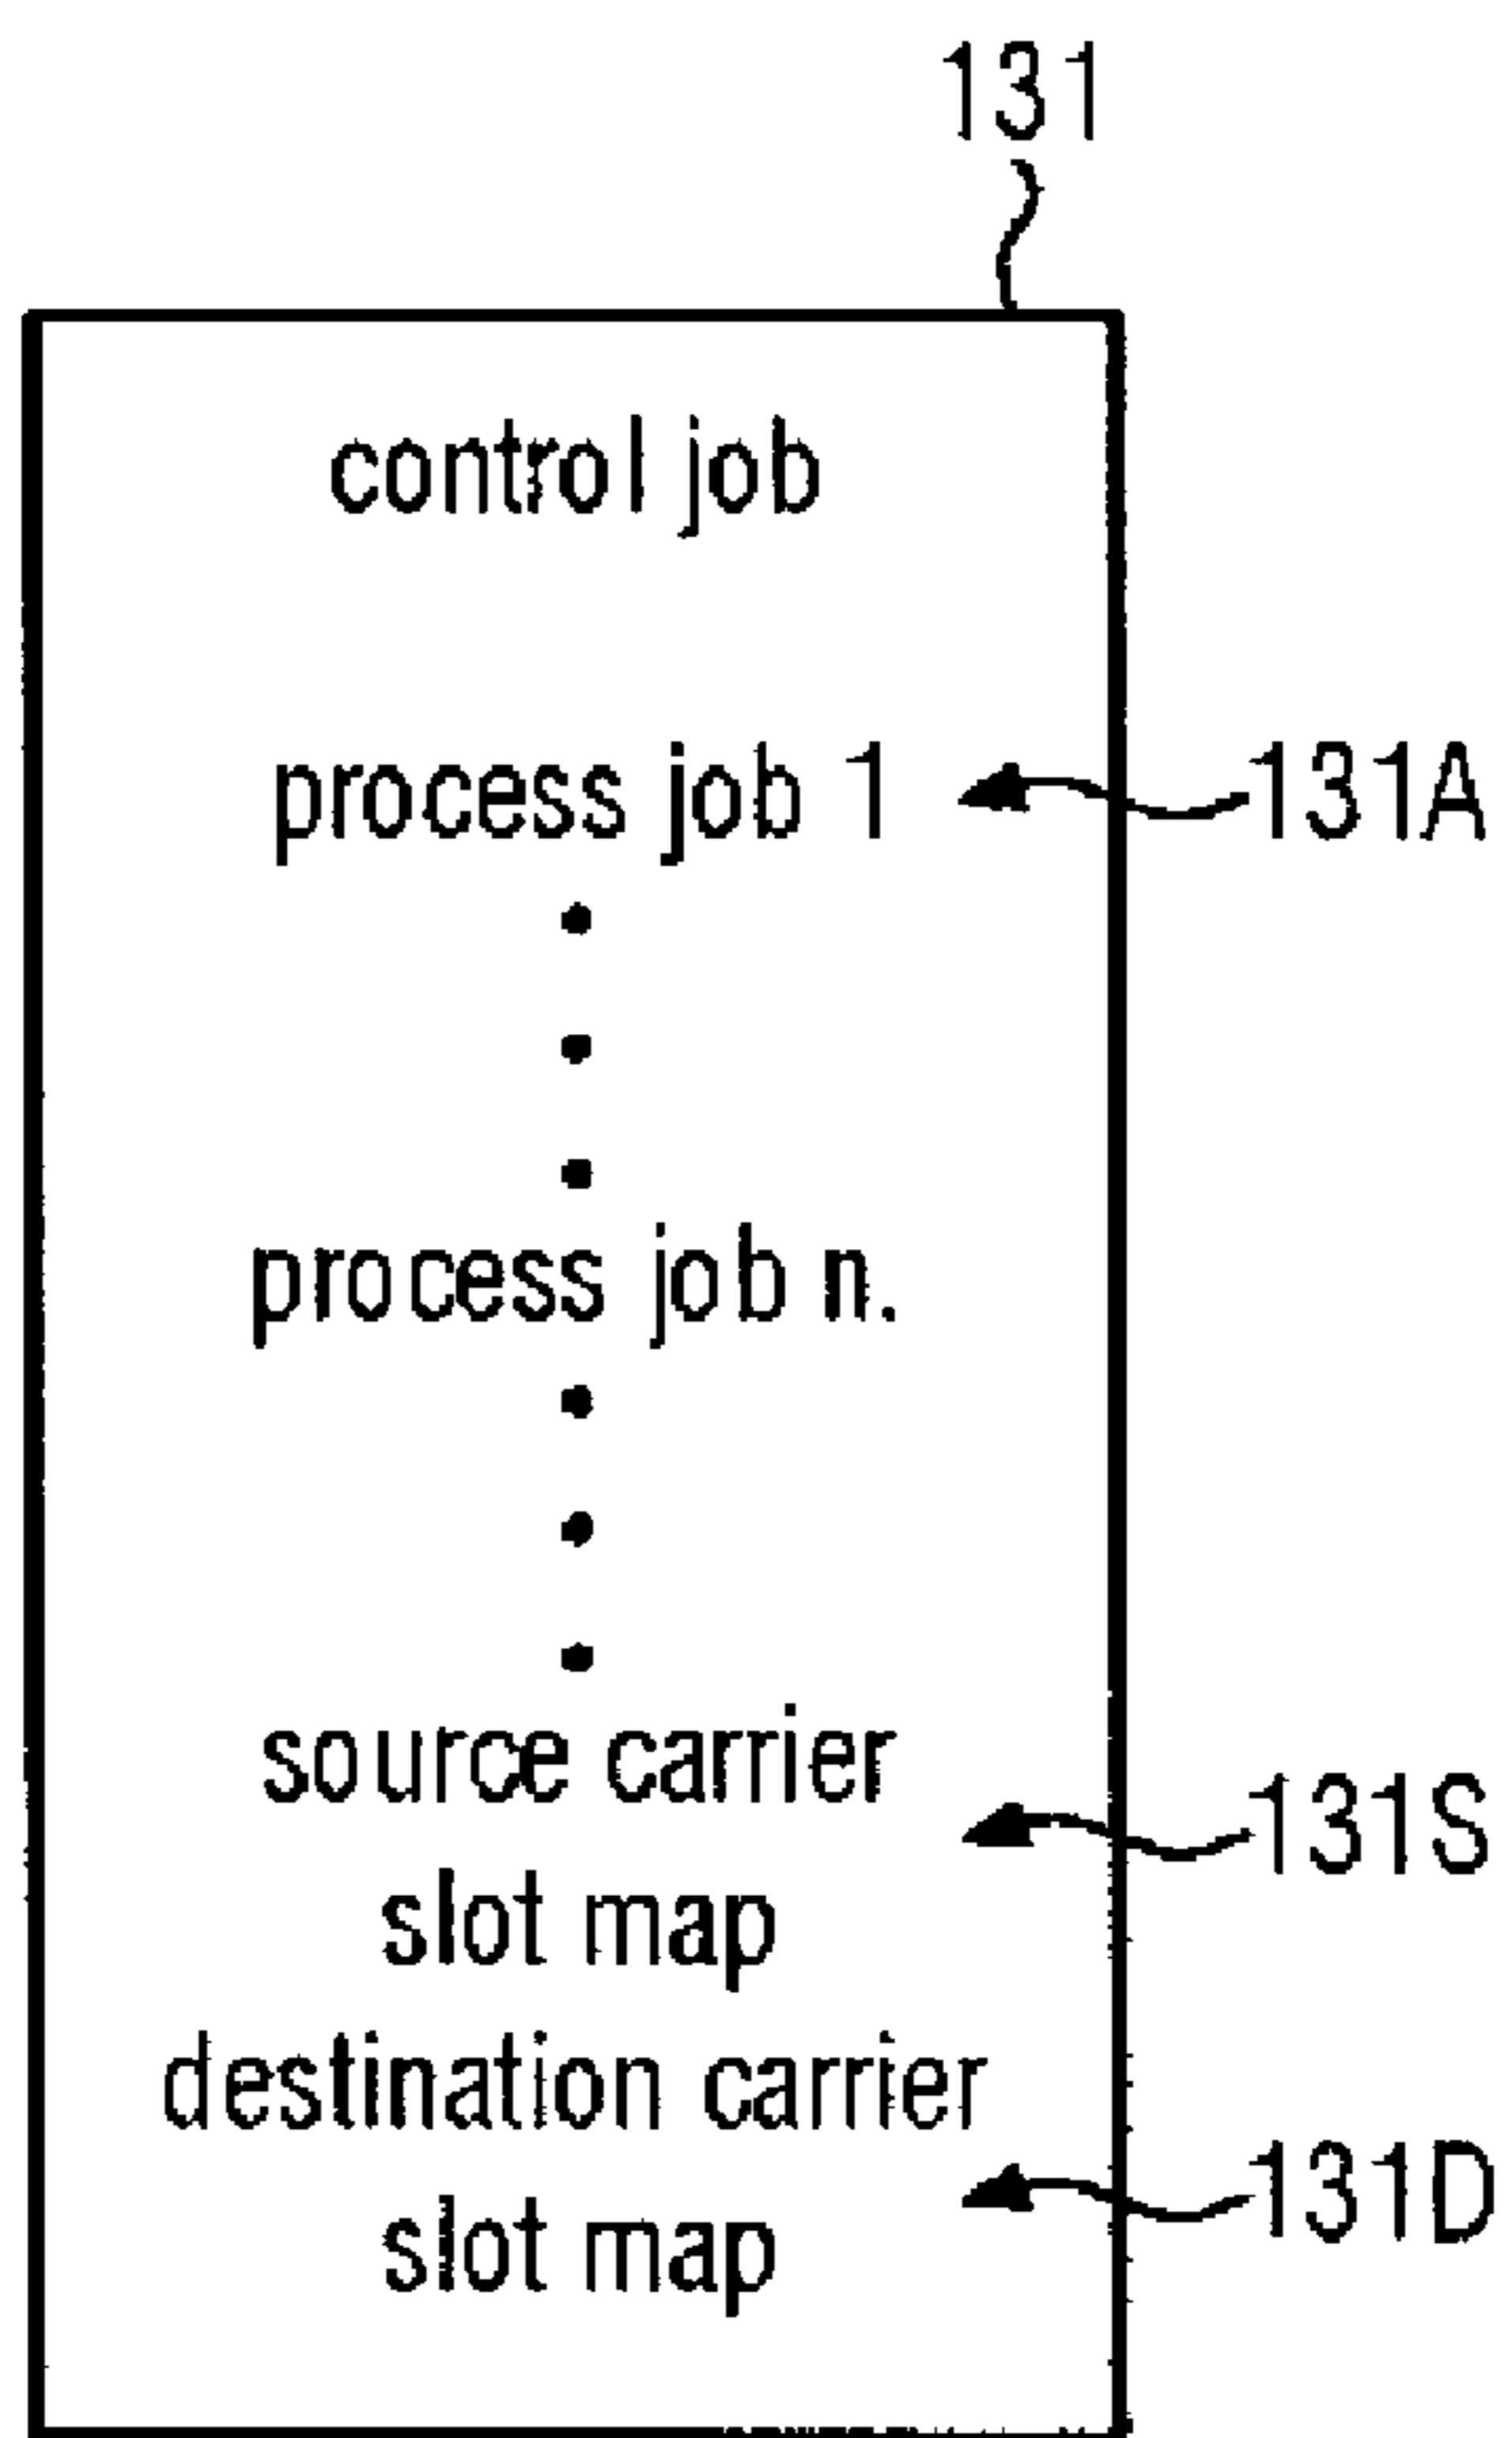 131
control job
process job 1
131A
process job n.
source carrier
131S
slot map
destination carrier
131D
slot map